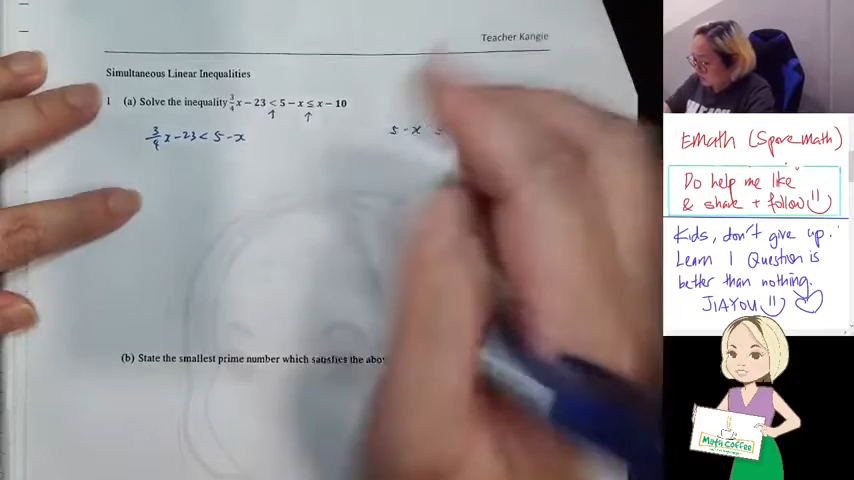 Teacher Kangie
Simultaneous Linear Inequalities
1 (a) Solve the inequality 3/4 x − 23 < 5 − x ≤ x − 10
↑ ↑
3/4 x − 23 < 5 − x
5 − x
(b) State the smallest prime number which satisfies the
EMath (Spore math)
Do help me like
& share + follow
Kids, don't give up.
Learn 1 Question is
better than nothing.
JIAYOU
Math Coffee